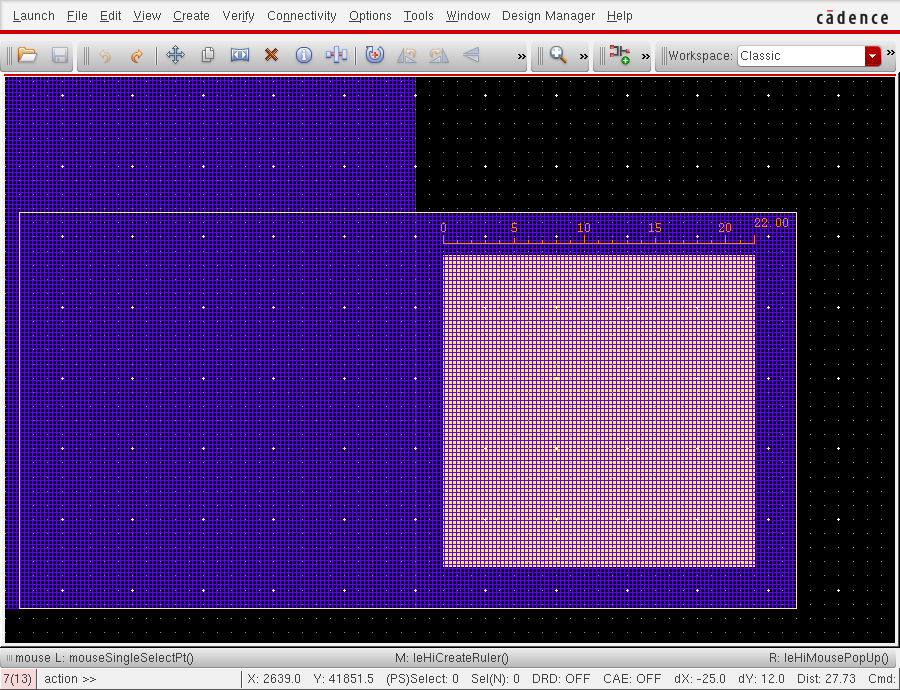 Launch File Edit View Create Verify Connectivity Options Tools Window Design Manager Help
cādence
» » » Workspace: Classic »
0 5 10 15 20 22.00
mouse L: mouseSingleSelectPt() M: leHiCreateRuler() R: leHiMousePopUp()
7(13) action >> X: 2639.0 Y: 41851.5 (PS)Select: 0 Sel(N): 0 DRD: OFF CAE: OFF dX: -25.0 dY: 12.0 Dist: 27.73 Cmd: